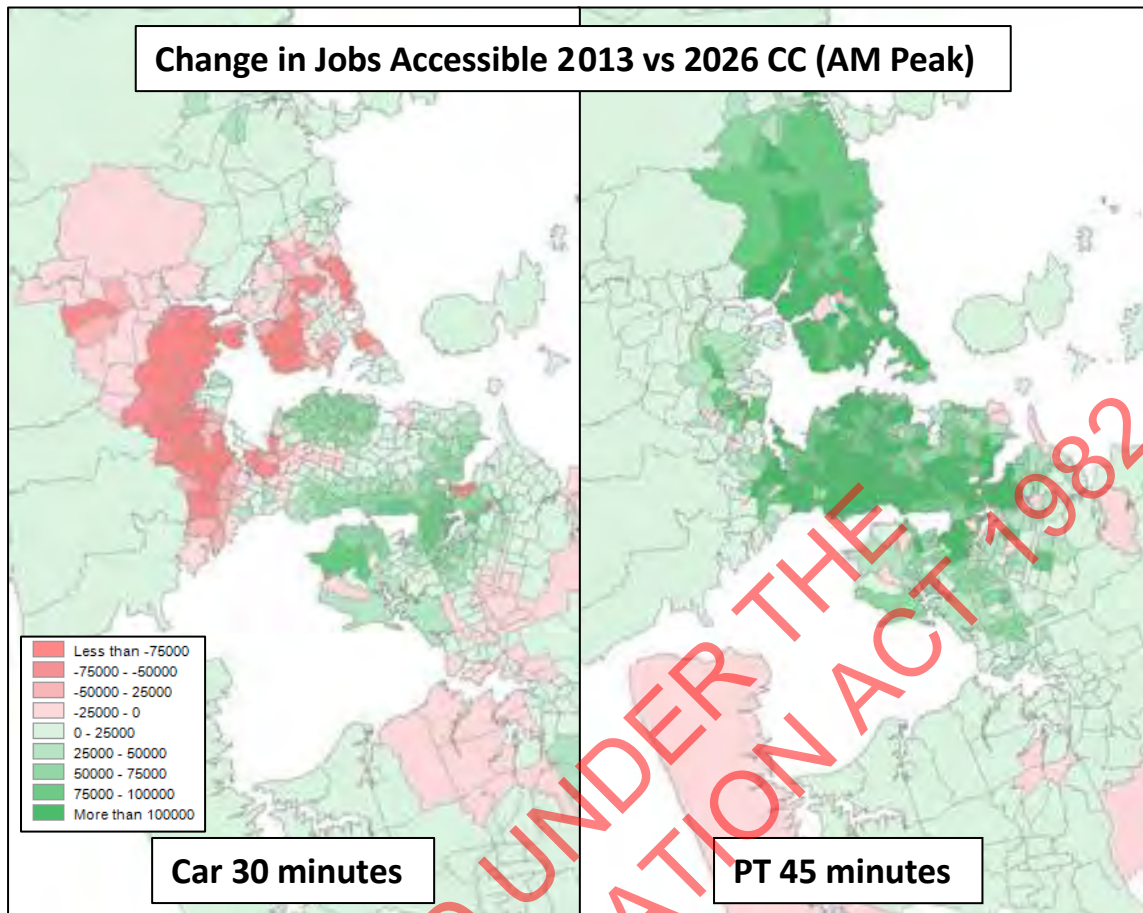 Change in Jobs Accessible 2013 vs 2026 CC (AM Peak)
Less than -75000
-75000 - -50000
-50000 - 25000
-25000 - 0
0 - 25000
25000 - 50000
50000 - 75000
75000 - 100000
More than 100000
Car 30 minutes
PT 45 minutes
UNDER THE
ATION ACT 1982